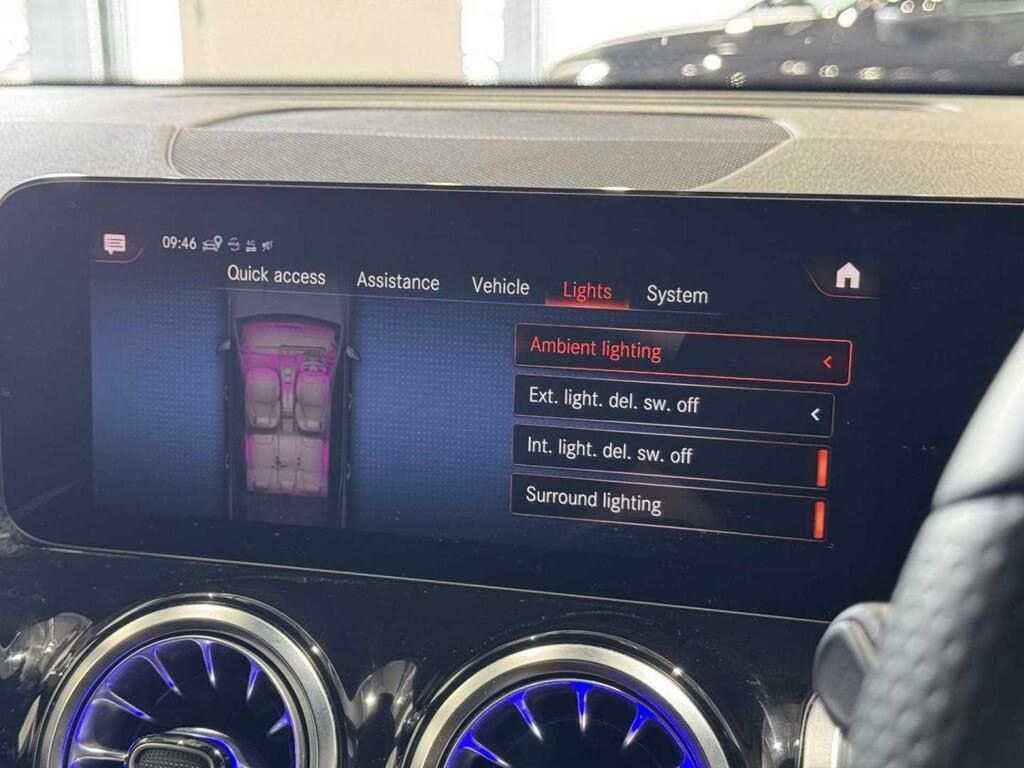 09:46
Quick access Assistance Vehicle Lights System
Ambient lighting
Ext. light. del. sw. off
Int. light. del. sw. off
Surround lighting